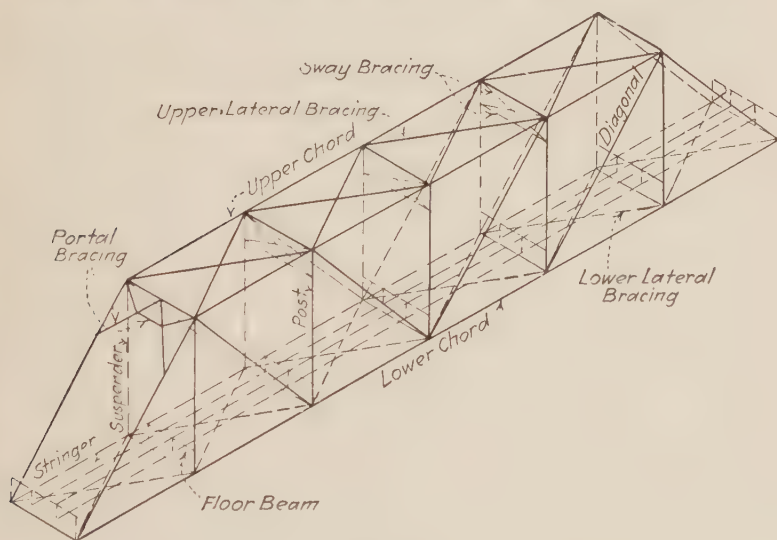 Sway Bracing
Upper Lateral Bracing
Upper Chord
Diagonal
Portal
Bracing
Lower Lateral
Bracing
Post
Suspender
Lower Chord
Stringer
Floor Beam